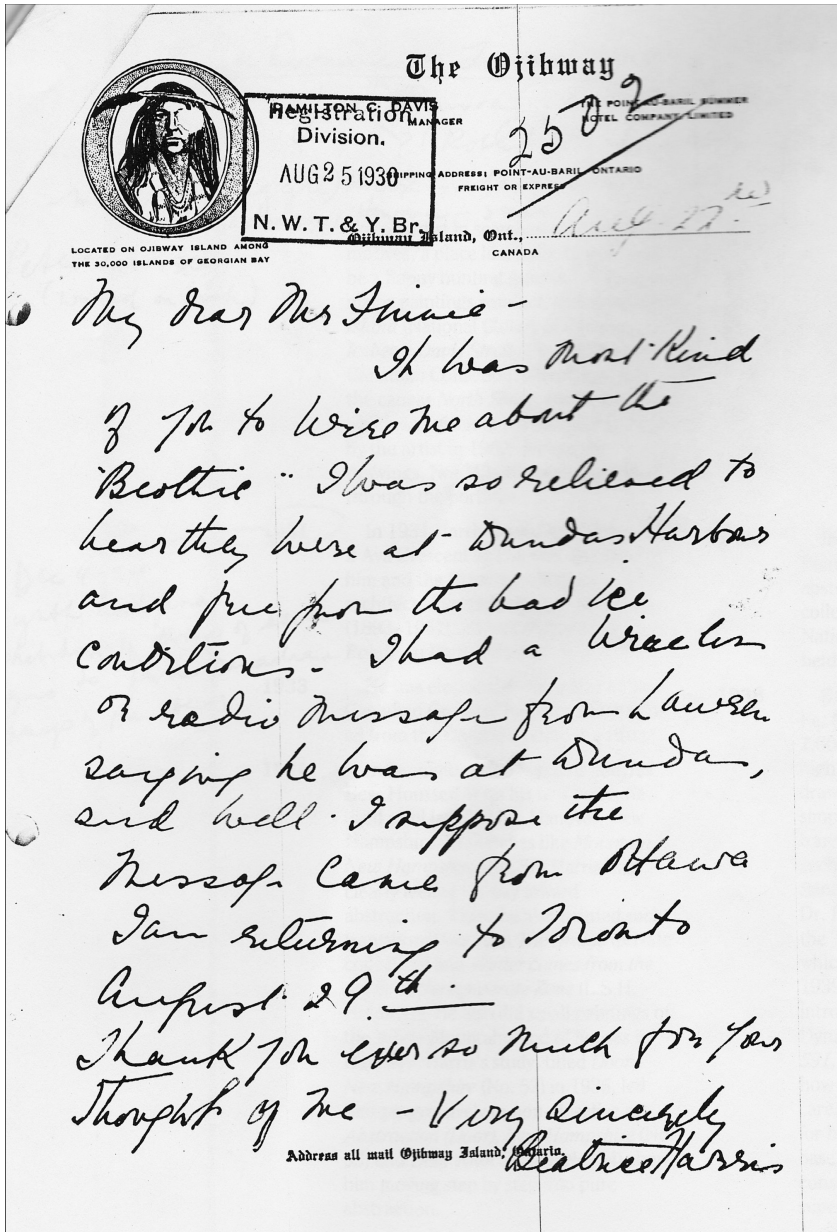 The Ojibway
HAMILTON C. DAVIS
MANAGER
THE POINT-AU-BARIL SUMMER
HOTEL COMPANY, LIMITED
Registration
Division.
AUG 25 1930
N. W. T. & Y. Br.
2502
SHIPPING ADDRESS: POINT-AU-BARIL ONTARIO
FREIGHT OR EXPRESS
Ojibway Island, Ont., Aug. 22nd
CANADA
LOCATED ON OJIBWAY ISLAND AMONG
THE 30,000 ISLANDS OF GEORGIAN BAY
My dear Mr Finnie -
It was most kind
of you to wire me about the
"Beothic" I was so relieved to
hear they were at Dundas Harbour
and free from the bad ice
conditions - I had a wireless
or radio message from Lawren
saying he was at Dundas,
and well. I suppose the
message came from Ottawa
I am returning to Toronto
August 29th.
Thank you ever so much for your
thought of me - Very sincerely
Beatrice Harris
Address all mail Ojibway Island, Ontario.